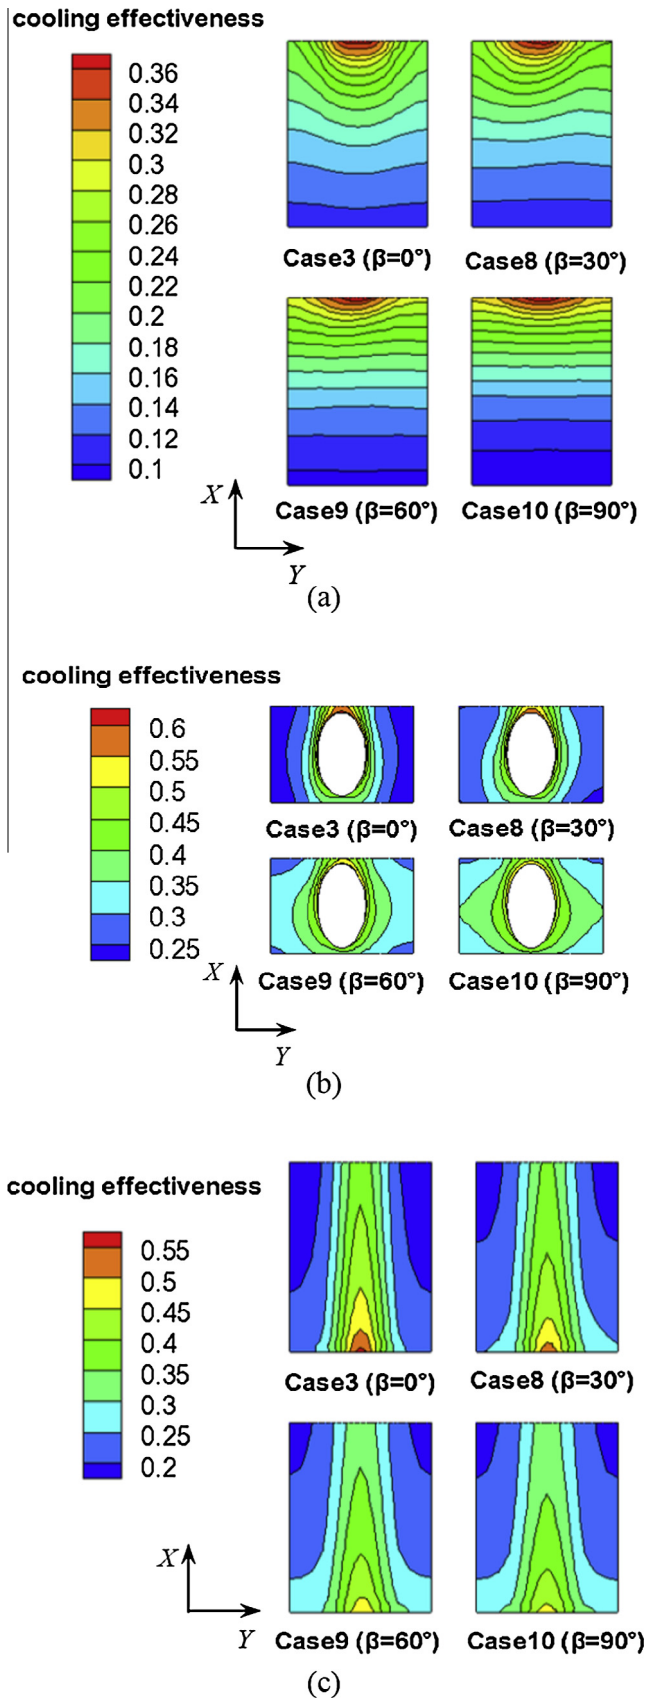 cooling effectiveness
0.36
0.34
0.32
0.3
0.28
0.26
0.24
0.22
0.2
0.18
0.16
0.14
0.12
0.1
Case3 (β=0°)
Case8 (β=30°)
Case9 (β=60°)
Case10 (β=90°)
X
Y
(a)
cooling effectiveness
0.6
0.55
0.5
0.45
0.4
0.35
0.3
0.25
Case3 (β=0°)
Case8 (β=30°)
Case9 (β=60°)
Case10 (β=90°)
X
Y
(b)
cooling effectiveness
0.55
0.5
0.45
0.4
0.35
0.3
0.25
0.2
Case3 (β=0°)
Case8 (β=30°)
X
Y
Case9 (β=60°)
Case10 (β=90°)
(c)